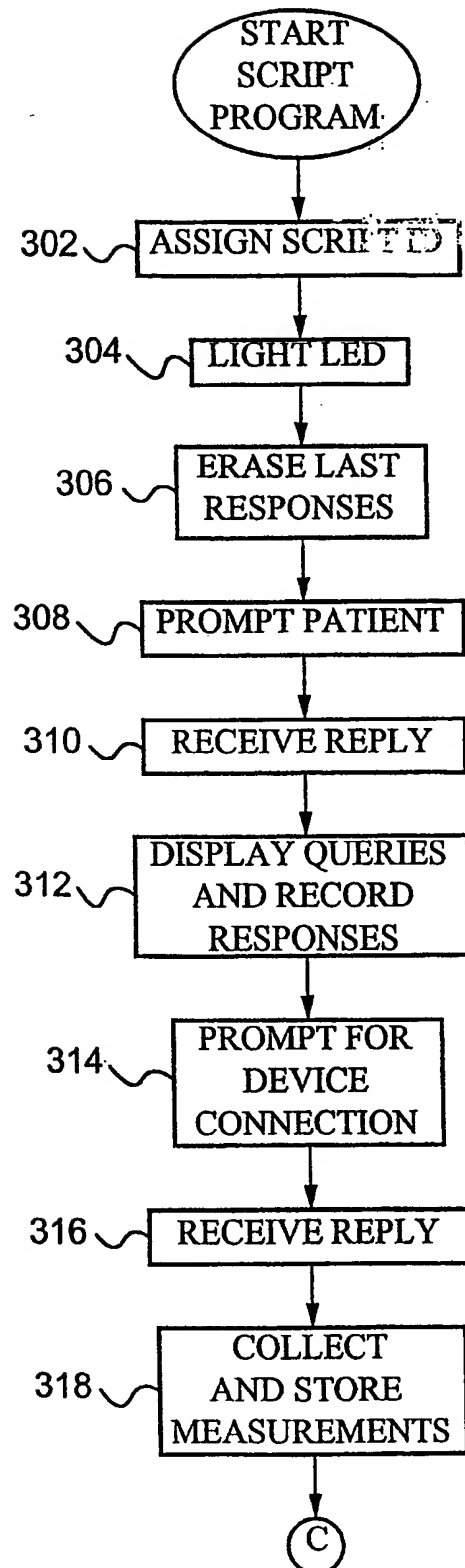 START
SCRIPT
PROGRAM
302 ASSIGN SCRIPT ID
304 LIGHT LED
306 ERASE LAST
RESPONSES
308 PROMPT PATIENT
310 RECEIVE REPLY
312 DISPLAY QUERIES
AND RECORD
RESPONSES
314 PROMPT FOR
DEVICE
CONNECTION
316 RECEIVE REPLY
318 COLLECT
AND STORE
MEASUREMENTS
C